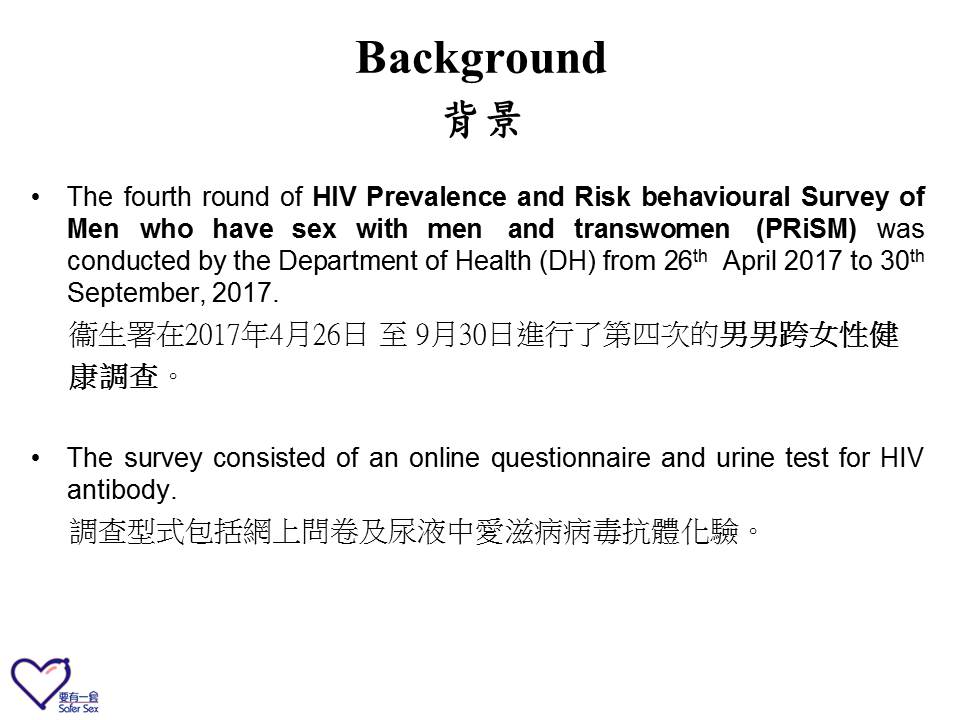 Background
背景
• The fourth round of HIV Prevalence and Risk behavioural Survey of
Men who have sex with men and transwomen (PRiSM) was
conducted by the Department of Health (DH) from 26th April 2017 to 30th
September, 2017.
衞生署在2017年4月26日 至 9月30日進行了第四次的男男跨女性健
康調查。
• The survey consisted of an online questionnaire and urine test for HIV
antibody.
調查型式包括網上問卷及尿液中愛滋病病毒抗體化驗。
要有一套
Safer Sex